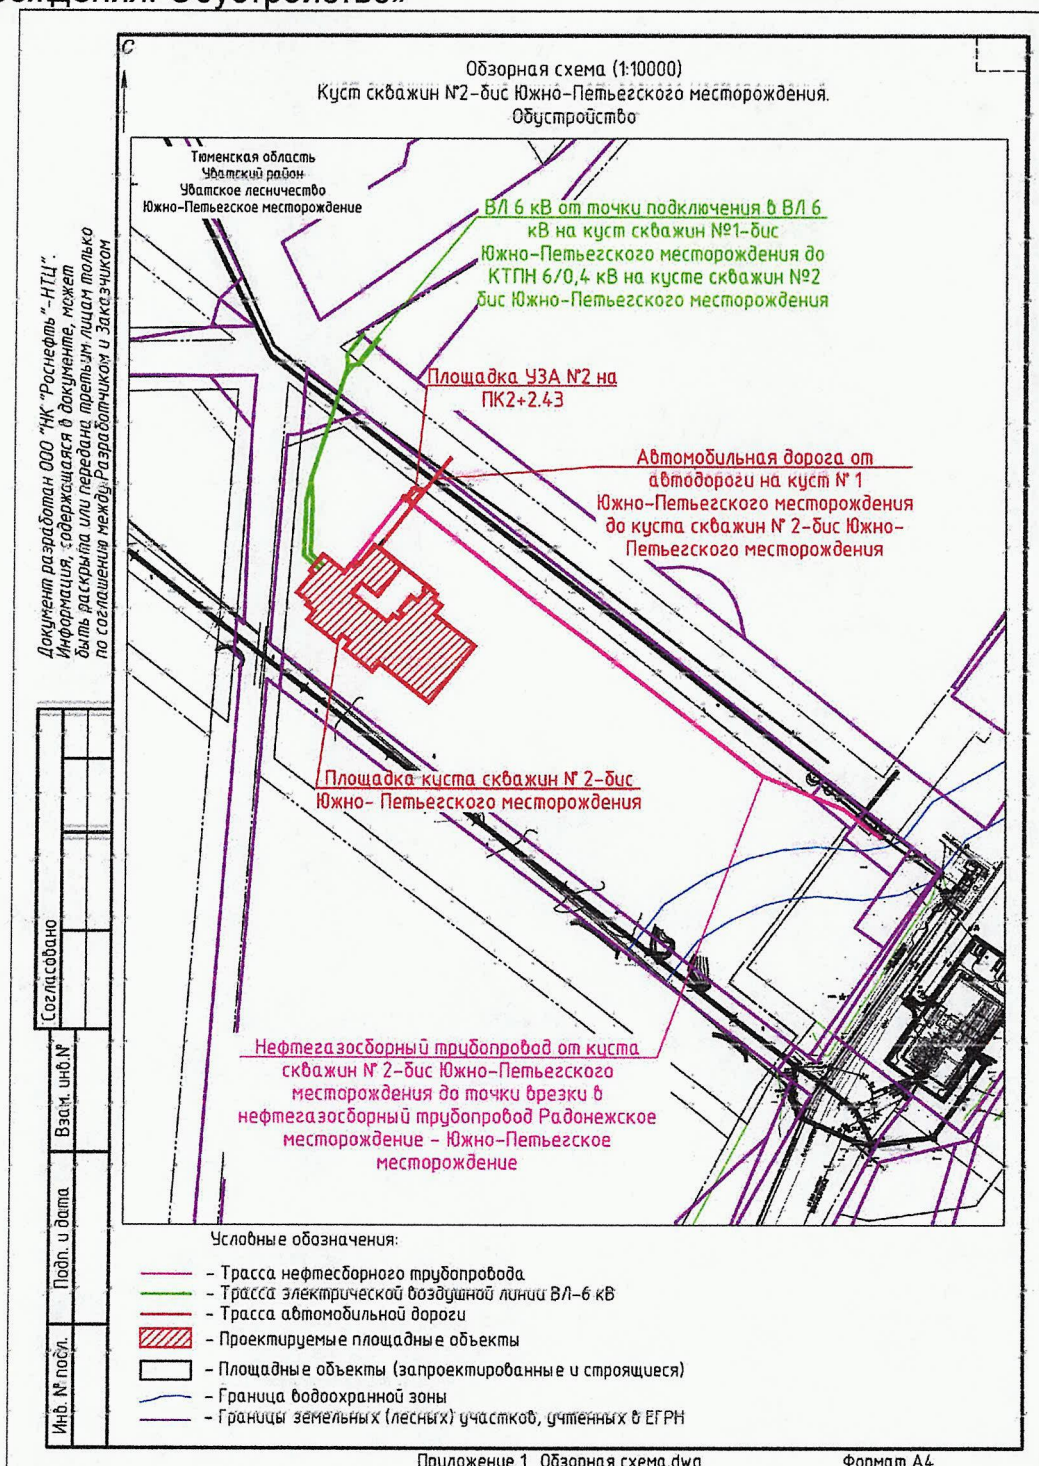 Обустройство»
С
Обзорная схема (1:10000)
Куст скважин №2-бис Южно-Петьегского месторождения.
Обустройство
Тюменская область
Уватский район
Уватское лесничество
Южно-Петьегское месторождение
ВЛ 6 кВ от точки подключения в ВЛ 6
кВ на куст скважин №1-бис
Южно-Петьегского месторождения до
КТПН 6/0,4 кВ на кусте скважин №2
бис Южно-Петьегского месторождения
Площадка УЗА №2 на
ПК2+2.43
Автомобильная дорога от
автодороги на куст № 1
Южно-Петьегского месторождения
до куста скважин № 2-бис Южно-
Петьегского месторождения
Площадка куста скважин № 2-бис
Южно- Петьегского месторождения
Нефтегазосборный трубопровод от куста
скважин № 2-бис Южно-Петьегского
месторождения до точки врезки в
нефтегазосборный трубопровод Радонежское
месторождение - Южно-Петьегское
месторождение
Документ разработан ООО "НК "Роснефть"-НТЦ".
Информация, содержащаяся в документе, может
быть раскрыта или передана третьим лицам только
по соглашению между Разработчиком и Заказчиком
Согласовано
Взам. инв.№
Подп. и дата
Инв. № подл.
Условные обозначения:
- Трасса нефтесборного трубопровода
- Трасса электрической воздушной линии ВЛ-6 кВ
- Трасса автомобильной дороги
- Проектируемые площадные объекты
- Площадные объекты (запроектированные и строящиеся)
- Граница водоохранной зоны
- Границы земельных (лесных) участков, учтенных в ЕГРН
Приложение 1_Обзорная схема.dwg
Формат А4